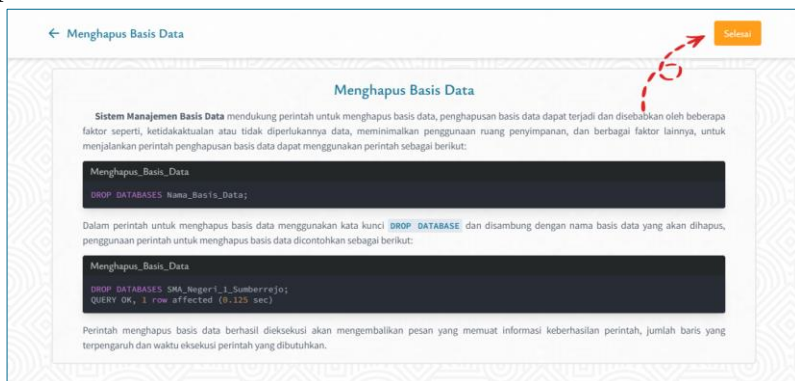 ← Menghapus Basis Data
Selesai
Menghapus Basis Data
Sistem Manajemen Basis Data mendukung perintah untuk menghapus basis data, penghapusan basis data dapat terjadi dan disebabkan oleh beberapa
faktor seperti, ketidakaktualan atau tidak diperlukannya data, meminimalkan penggunaan ruang penyimpanan, dan berbagai faktor lainnya, untuk
menjalankan perintah penghapusan basis data dapat menggunakan perintah sebagai berikut:
Menghapus_Basis_Data
DROP DATABASES Nama_Basis_Data;
Dalam perintah untuk menghapus basis data menggunakan kata kunci DROP DATABASE dan disambung dengan nama basis data yang akan dihapus,
penggunaan perintah untuk menghapus basis data dicontohkan sebagai berikut:
Menghapus_Basis_Data
DROP DATABASES SMA_Negeri_1_Sumberrejo;
QUERY OK, 1 row affected (0.125 sec)
Perintah menghapus basis data berhasil dieksekusi akan mengembalikan pesan yang memuat informasi keberhasilan perintah, jumlah baris yang
terpengaruh dan waktu eksekusi perintah yang dibutuhkan.